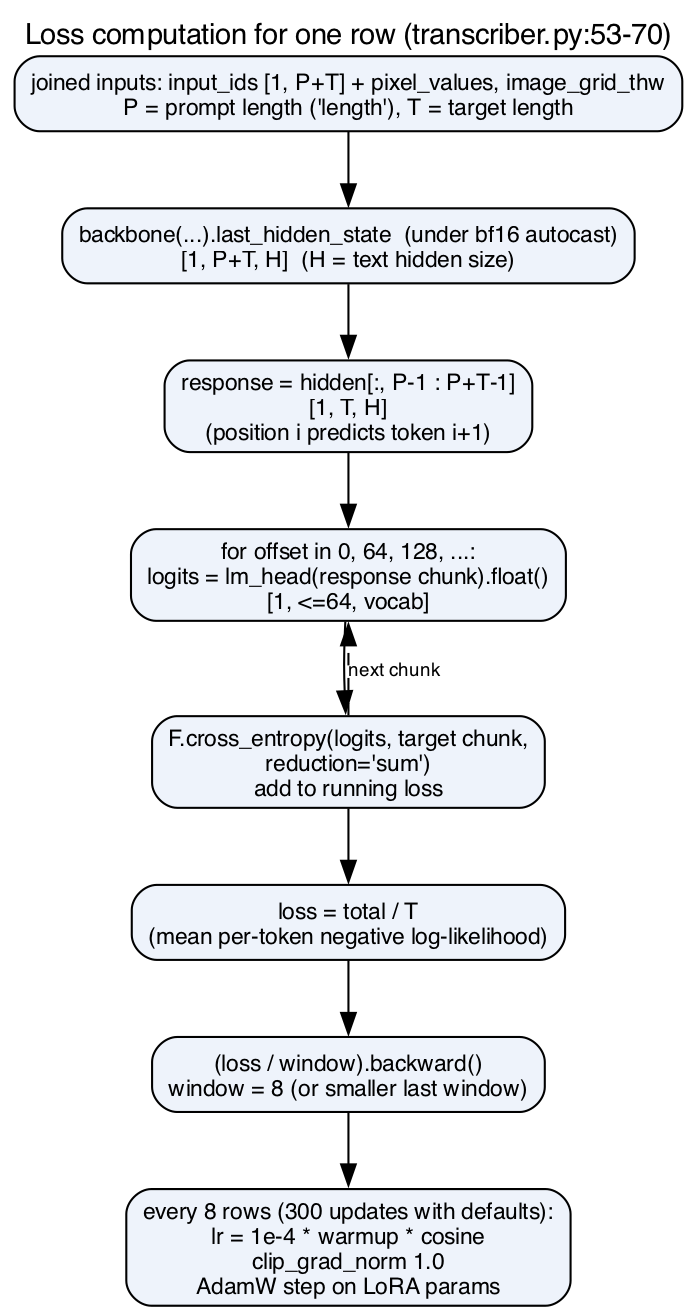 Loss computation for one row (transcriber.py:53-70)
joined inputs: input_ids [1, P+T] + pixel_values, image_grid_thw
P = prompt length ('length'), T = target length
backbone(...).last_hidden_state  (under bf16 autocast)
[1, P+T, H]  (H = text hidden size)
response = hidden[:, P-1 : P+T-1]
[1, T, H]
(position i predicts token i+1)
for offset in 0, 64, 128, ...:
logits = lm_head(response chunk).float()
[1, <=64, vocab]
next chunk
F.cross_entropy(logits, target chunk,
reduction='sum')
add to running loss
loss = total / T
(mean per-token negative log-likelihood)
(loss / window).backward()
window = 8 (or smaller last window)
every 8 rows (300 updates with defaults):
lr = 1e-4 * warmup * cosine
clip_grad_norm 1.0
AdamW step on LoRA params